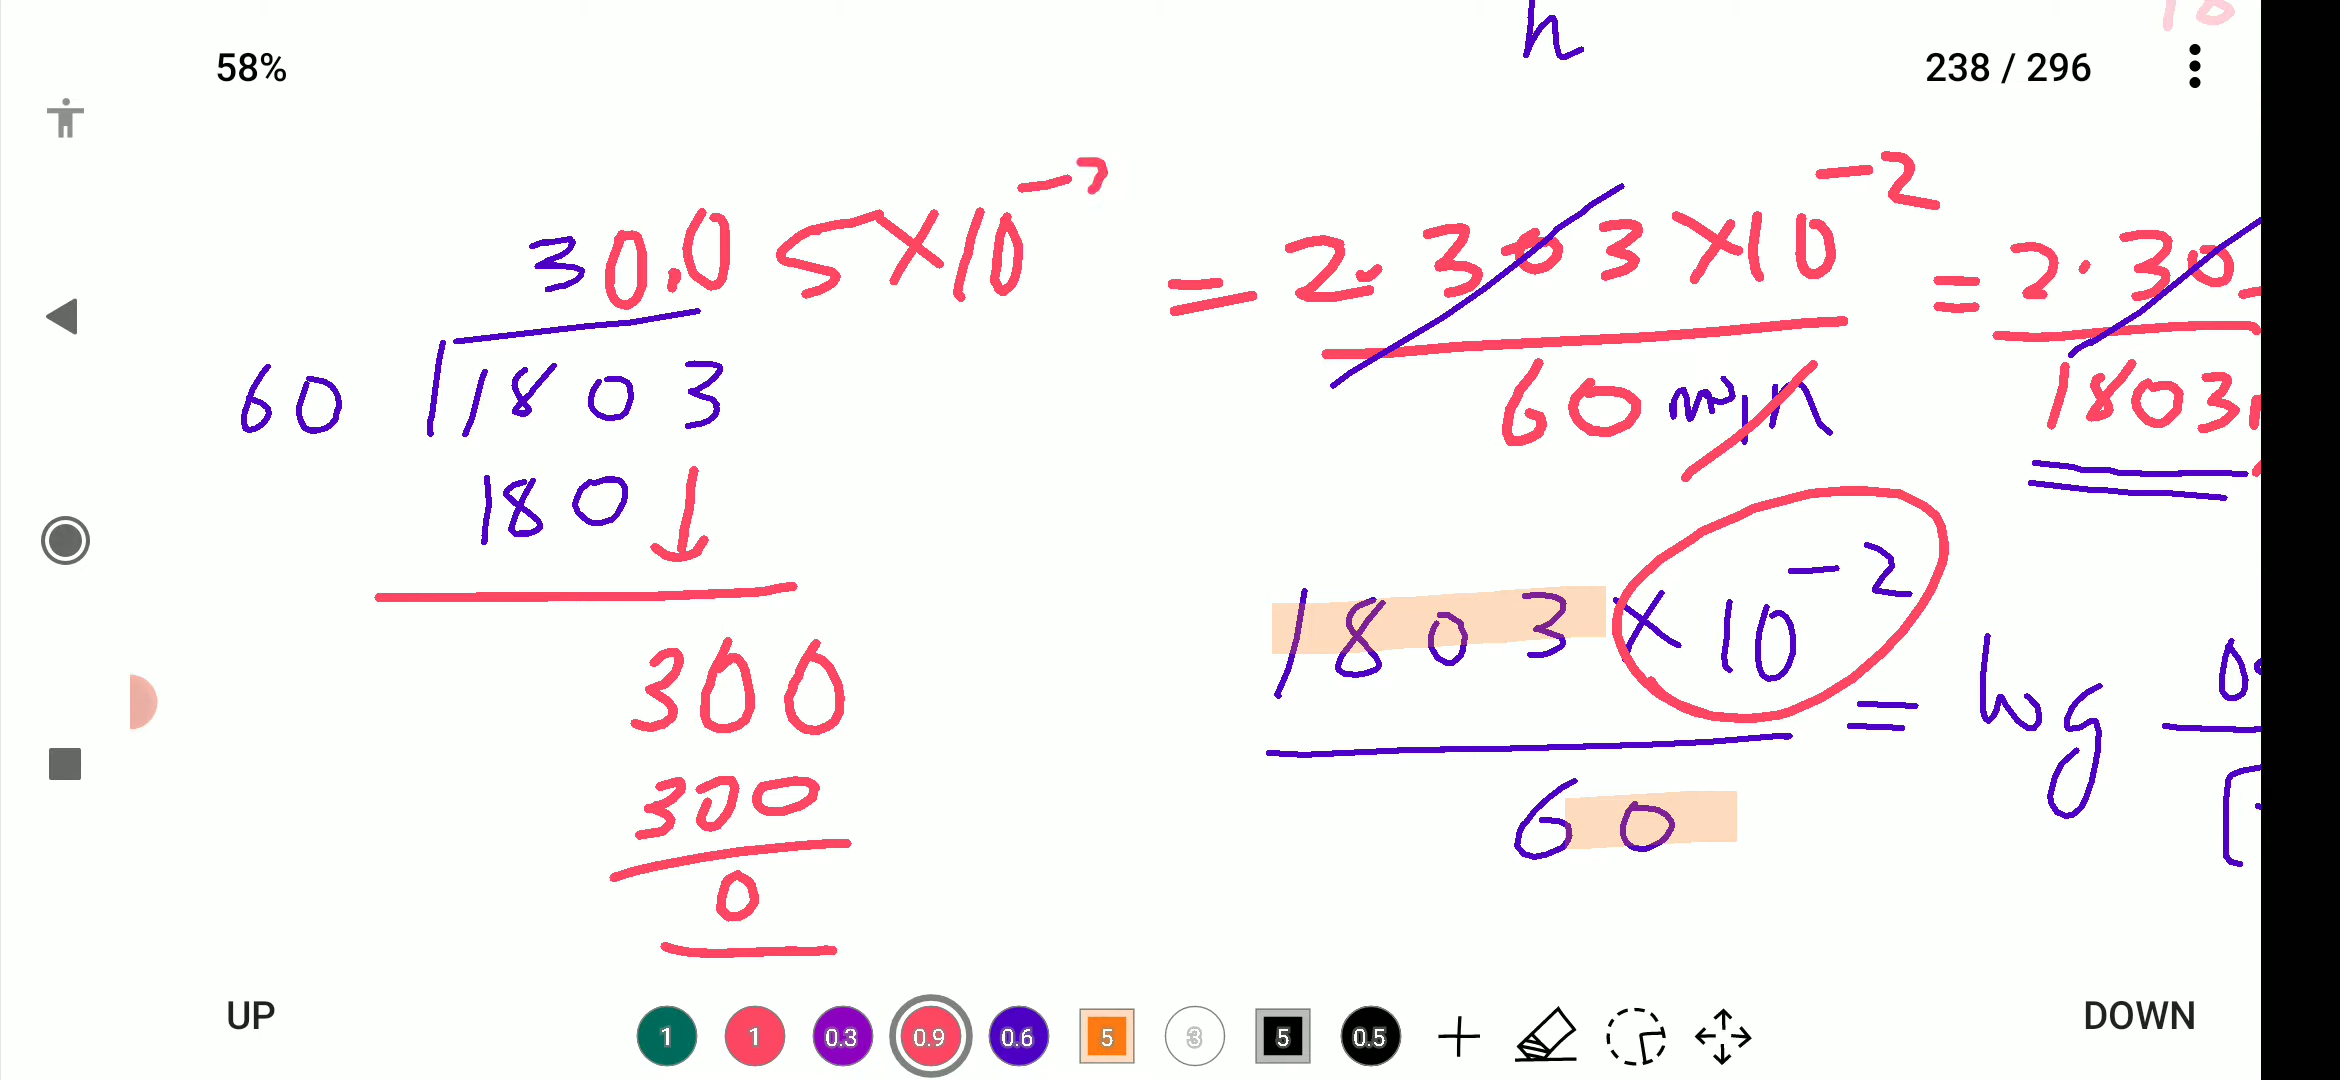 h
58%
238 / 296
30.05×10⁻²
= 2.303×10⁻² = 2.30
60 min
1803
60 1803
180
300
300
0
1803×10⁻² = log
60
UP
1 1 0.3 0.9 0.6 5 3 5 0.5
DOWN